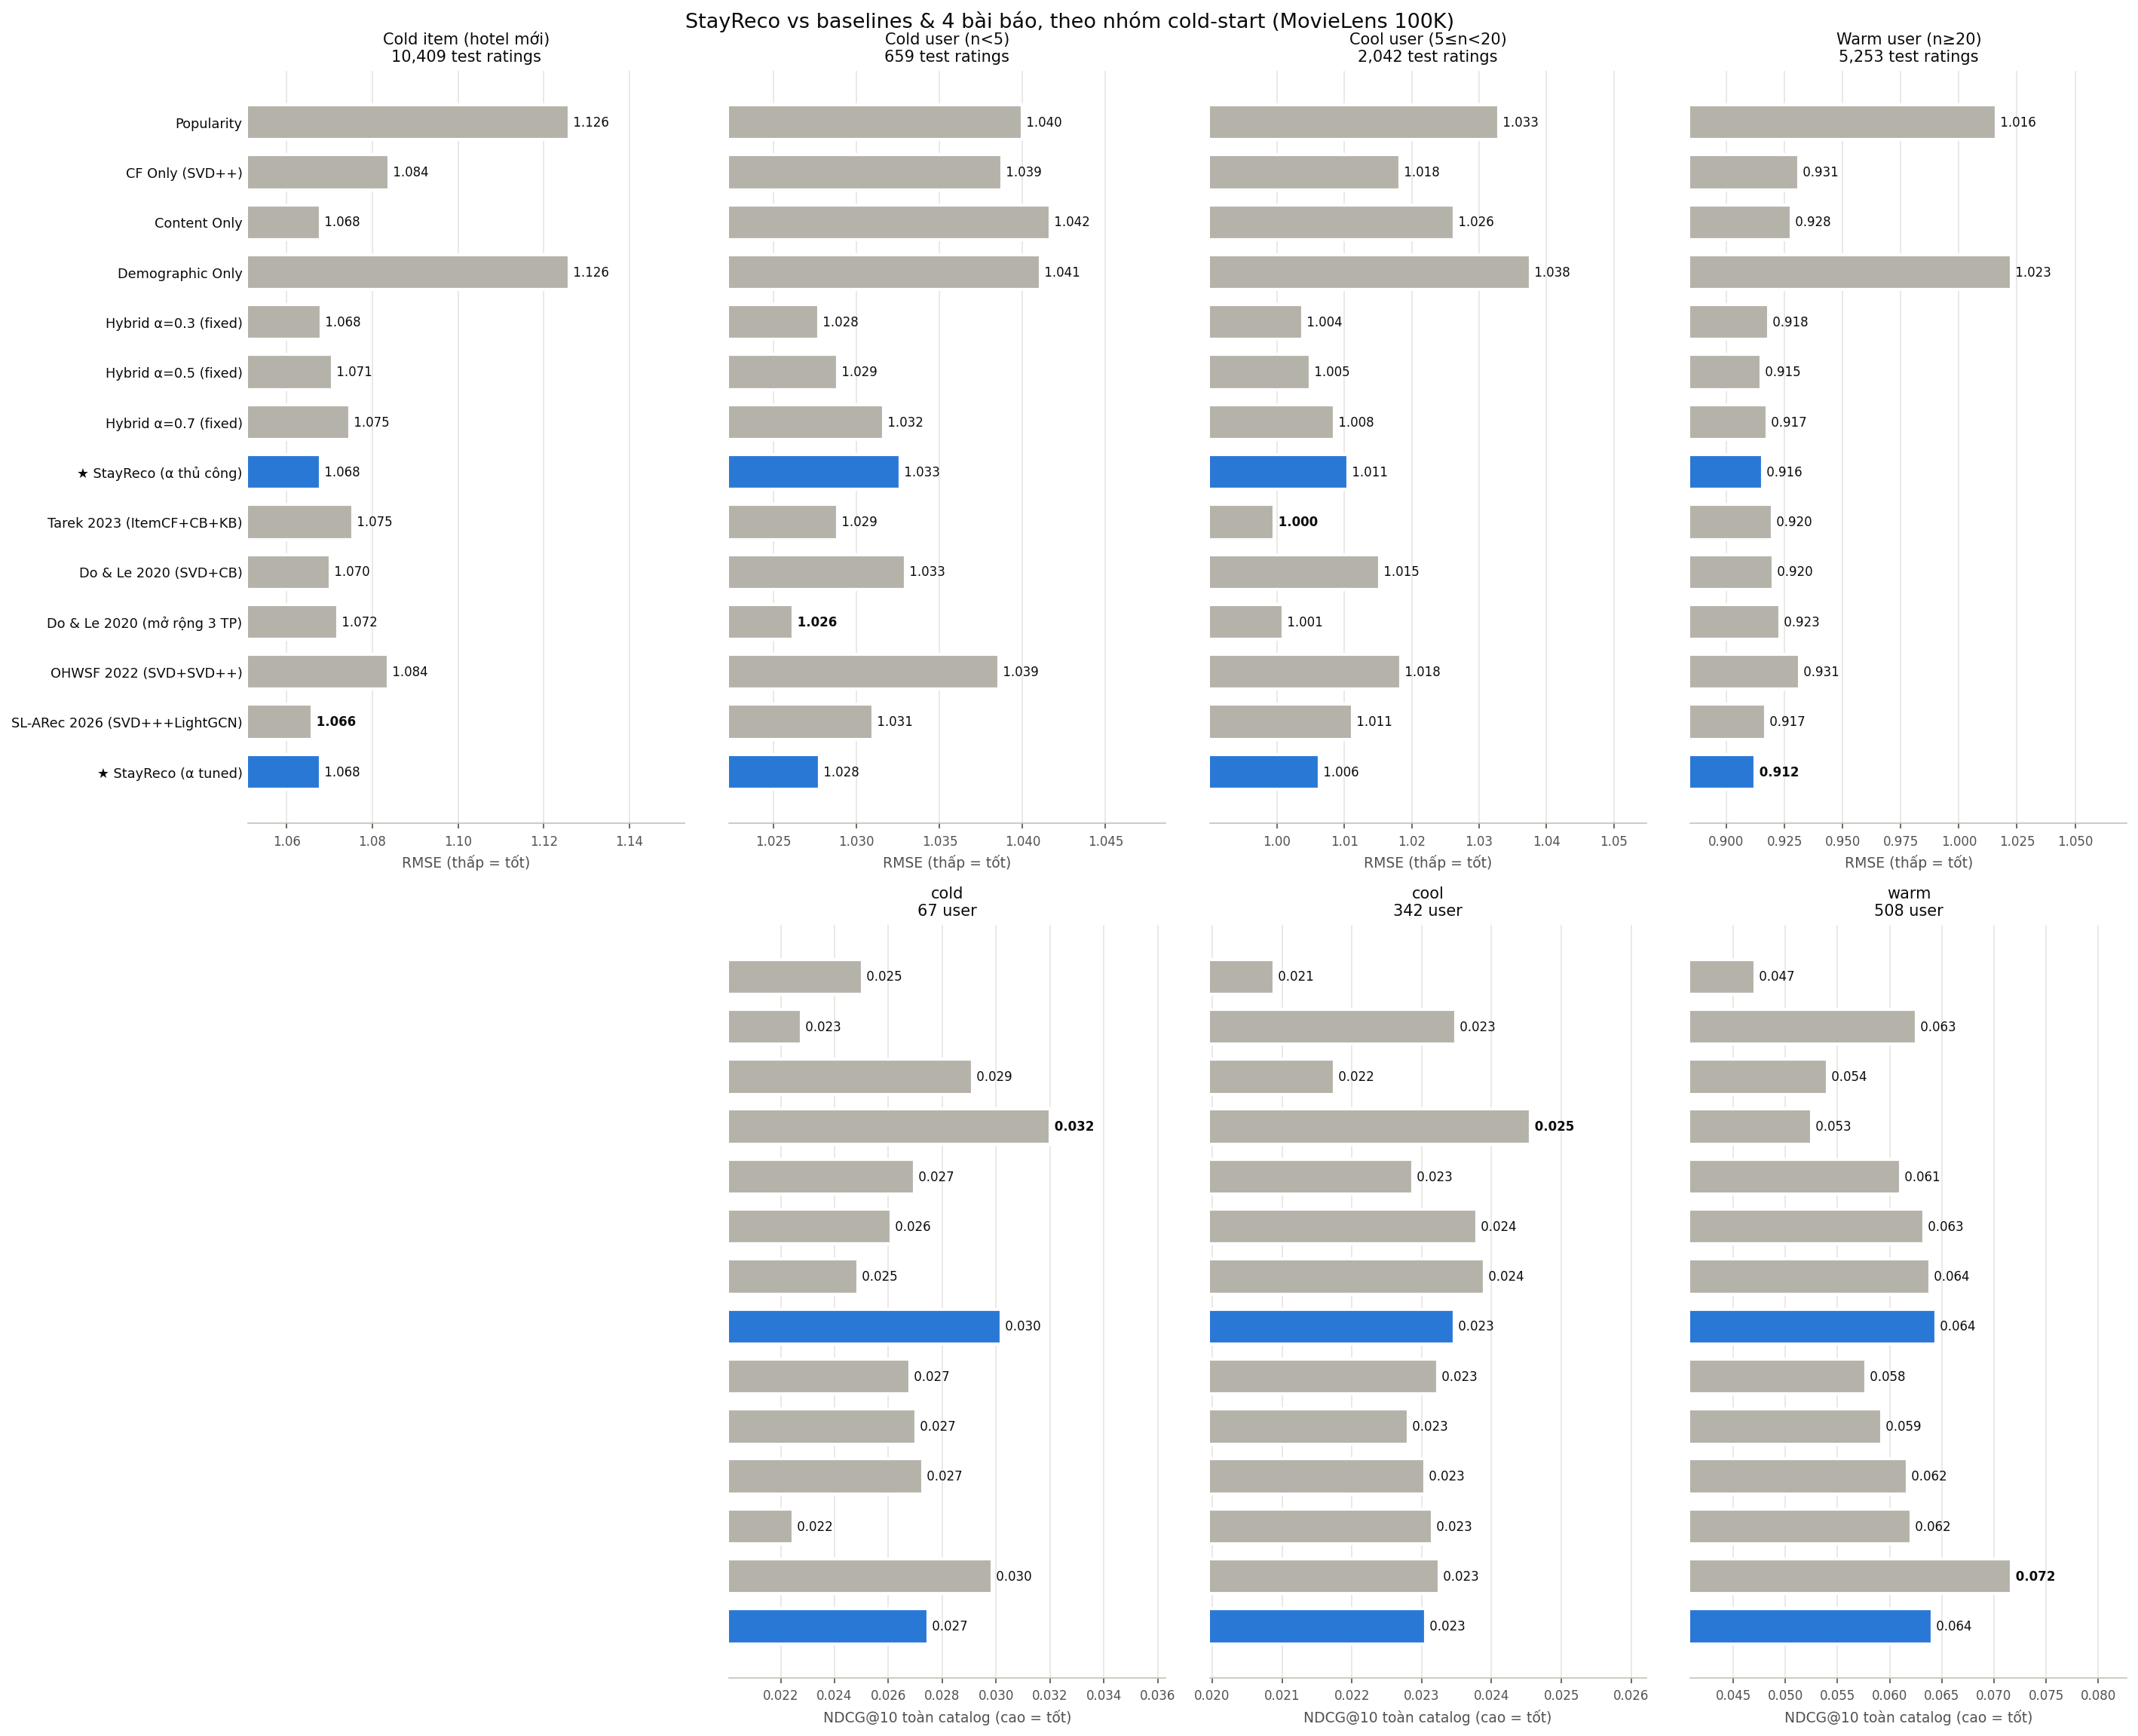 StayReco vs baselines & 4 bài báo, theo nhóm cold-start (MovieLens 100K)
Cold item (hotel mới)
10,409 test ratings
Popularity
1.126
CF Only (SVD++)
1.084
Content Only
1.068
Demographic Only
1.126
Hybrid α=0.3 (fixed)
1.068
Hybrid α=0.5 (fixed)
1.071
Hybrid α=0.7 (fixed)
1.075
★ StayReco (α thủ công)
1.068
Tarek 2023 (ItemCF+CB+KB)
1.075
Do & Le 2020 (SVD+CB)
1.070
Do & Le 2020 (mở rộng 3 TP)
1.072
OHWSF 2022 (SVD+SVD++)
1.084
SL-ARec 2026 (SVD+++LightGCN)
1.066
★ StayReco (α tuned)
1.068
1.06 1.08 1.10 1.12 1.14
RMSE (thấp = tốt)
Cold user (n<5)
659 test ratings
1.040
1.039
1.042
1.041
1.028
1.029
1.032
1.033
1.029
1.033
1.026
1.039
1.031
1.028
1.025 1.030 1.035 1.040 1.045
RMSE (thấp = tốt)
Cool user (5≤n<20)
2,042 test ratings
1.033
1.018
1.026
1.038
1.004
1.005
1.008
1.011
1.000
1.015
1.001
1.018
1.011
1.006
1.00 1.01 1.02 1.03 1.04 1.05
RMSE (thấp = tốt)
Warm user (n≥20)
5,253 test ratings
1.016
0.931
0.928
1.023
0.918
0.915
0.917
0.916
0.920
0.920
0.923
0.931
0.917
0.912
0.900 0.925 0.950 0.975 1.000 1.025 1.050
RMSE (thấp = tốt)
cold
67 user
0.025
0.023
0.029
0.032
0.027
0.026
0.025
0.030
0.027
0.027
0.027
0.022
0.030
0.027
0.022 0.024 0.026 0.028 0.030 0.032 0.034 0.036
NDCG@10 toàn catalog (cao = tốt)
cool
342 user
0.021
0.023
0.022
0.025
0.023
0.024
0.024
0.023
0.023
0.023
0.023
0.023
0.023
0.023
0.020 0.021 0.022 0.023 0.024 0.025 0.026
NDCG@10 toàn catalog (cao = tốt)
warm
508 user
0.047
0.063
0.054
0.053
0.061
0.063
0.064
0.064
0.058
0.059
0.062
0.062
0.072
0.064
0.045 0.050 0.055 0.060 0.065 0.070 0.075 0.080
NDCG@10 toàn catalog (cao = tốt)